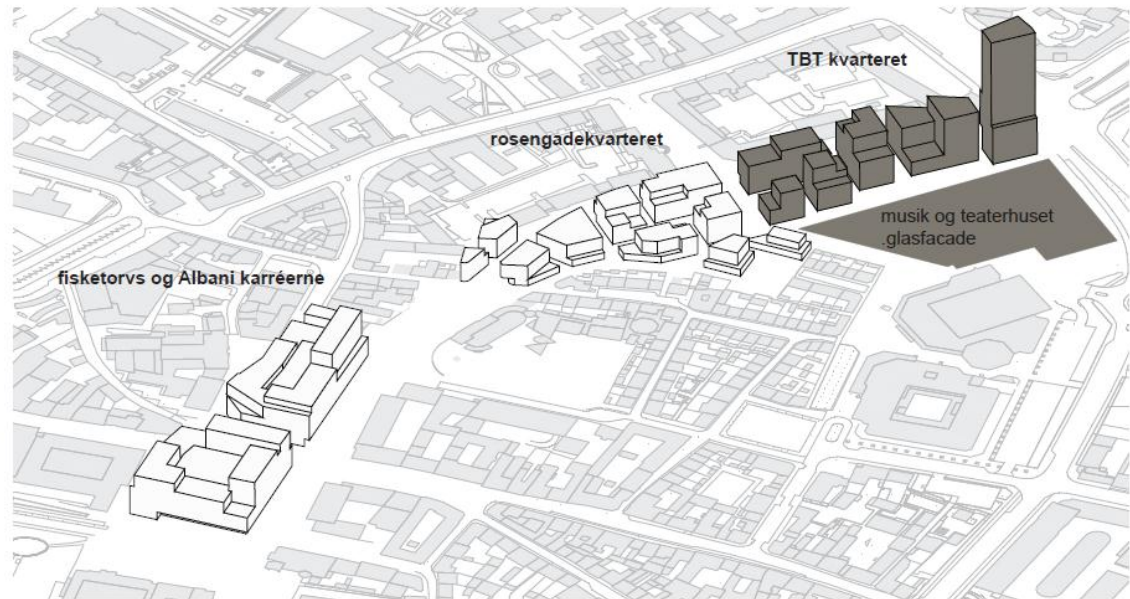 TBT kvarteret
rosengadekvarteret
musik og teaterhuset
.glasfacade
fisketorvs og Albani karréerne